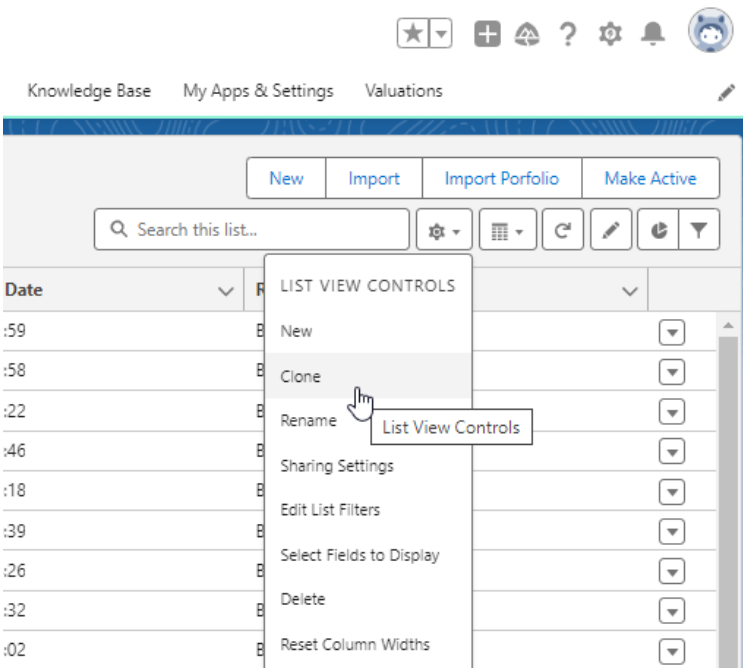 Knowledge Base My Apps & Settings Valuations
New Import Import Porfolio Make Active
Search this list...
Date
LIST VIEW CONTROLS
:59
New
:58
Clone
:22
Rename
List View Controls
:46
Sharing Settings
:18
Edit List Filters
:39
Select Fields to Display
:26
Delete
:32
Reset Column Widths
:02